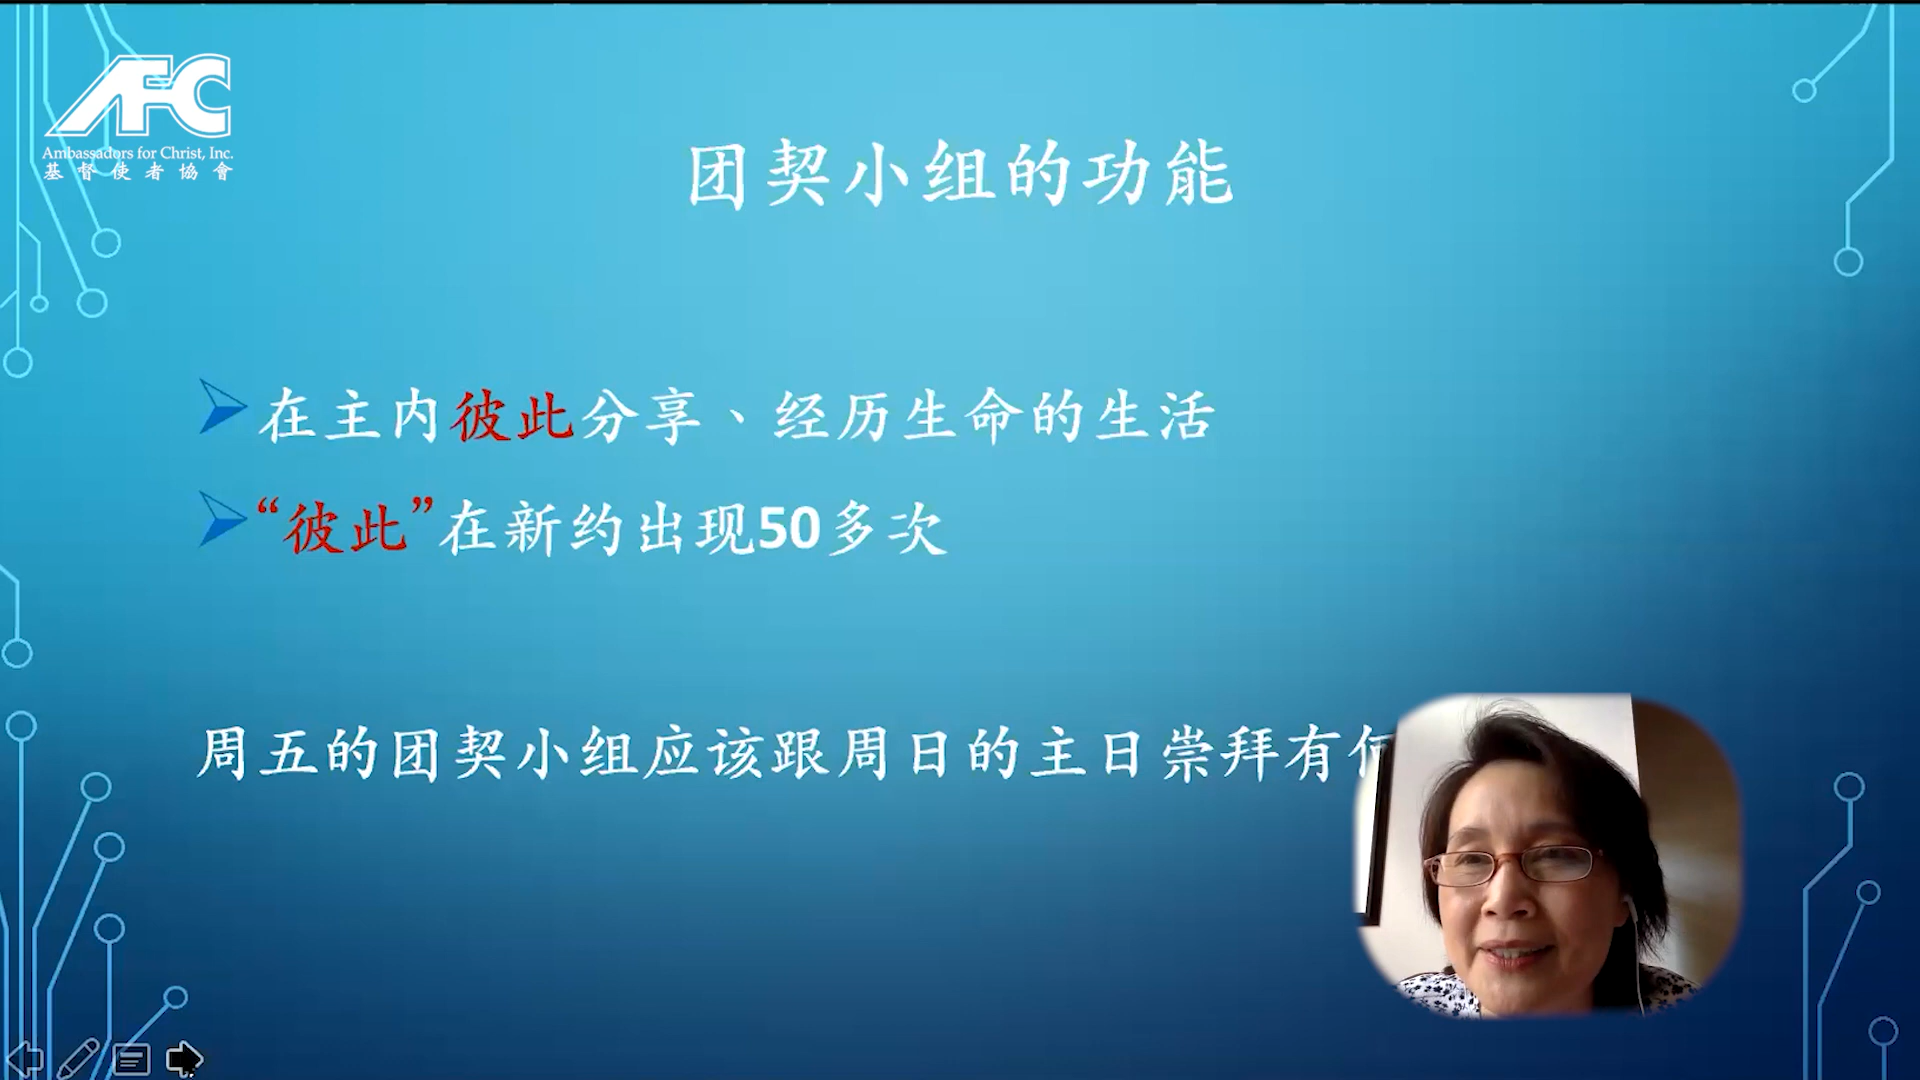 AFC
Ambassadors for Christ, Inc.
基督使者協會
团契小组的功能
在主内彼此分享、经历生命的生活
“彼此”在新约出现50多次
周五的团契小组应该跟周日的主日崇拜有